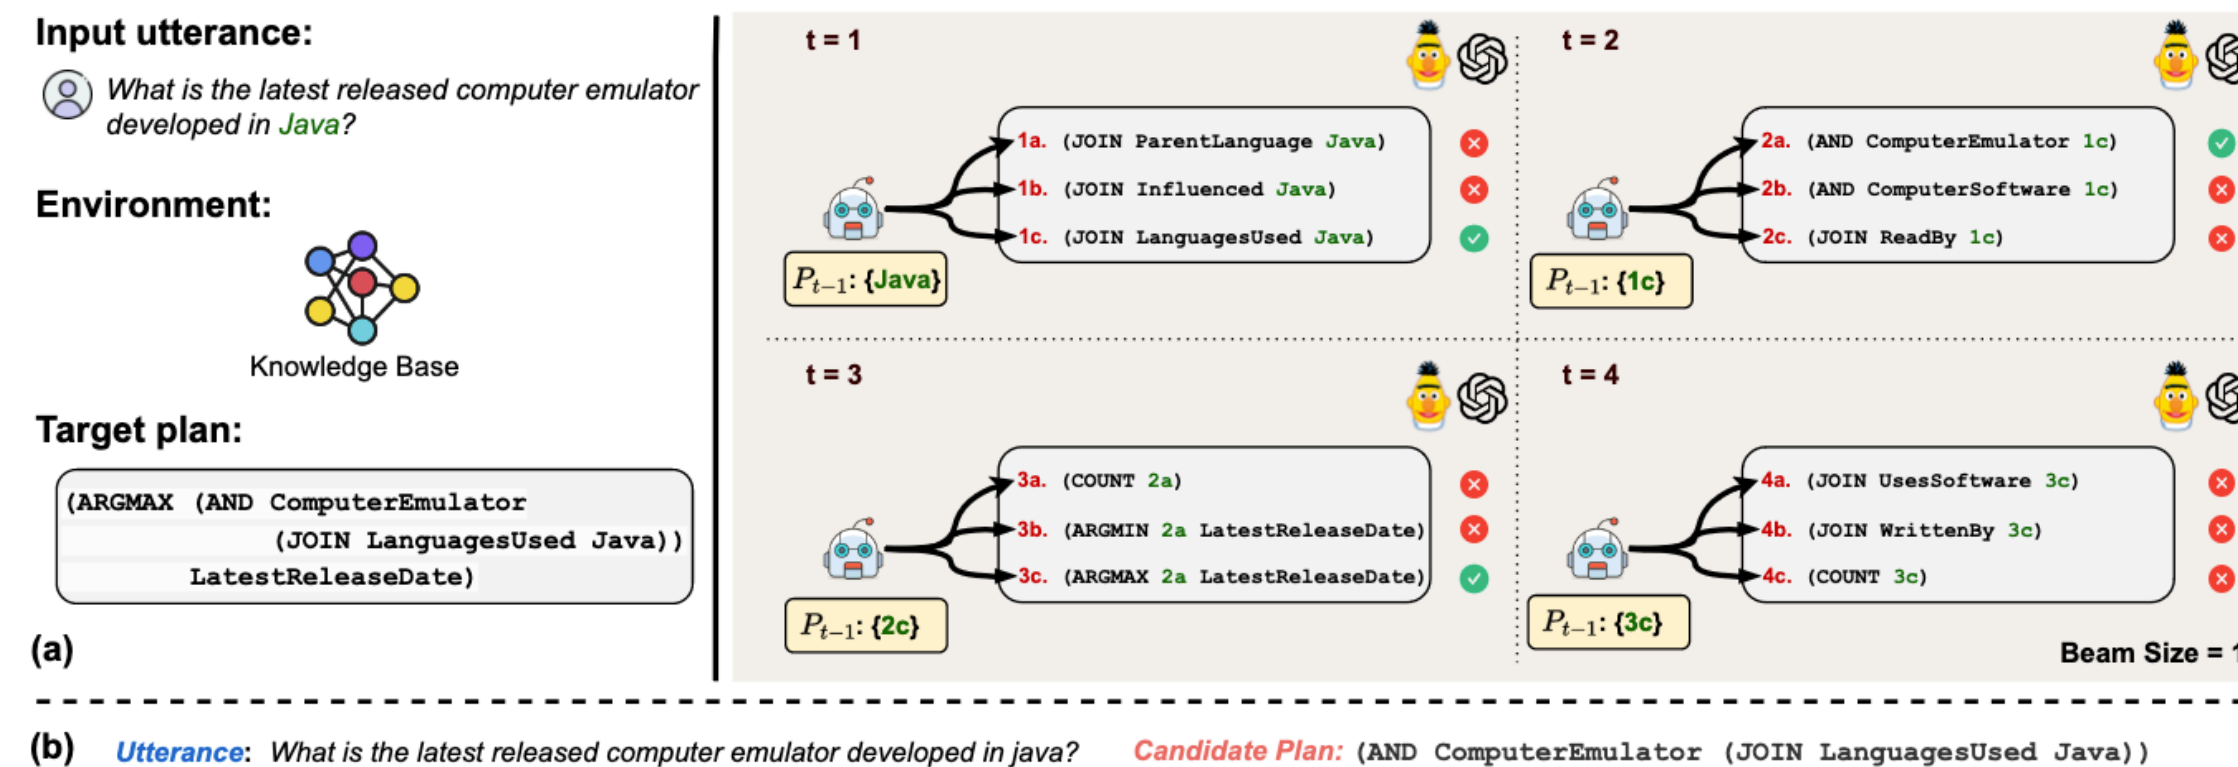 Input utterance:
What is the latest released computer emulator
developed in Java?
Environment:
Knowledge Base
Target plan:
(ARGMAX (AND ComputerEmulator
(JOIN LanguagesUsed Java))
LatestReleaseDate)
(a)
t = 1
1a. (JOIN ParentLanguage Java)
1b. (JOIN Influenced Java)
1c. (JOIN LanguagesUsed Java)
Pt−1: {Java}
t = 2
2a. (AND ComputerEmulator 1c)
2b. (AND ComputerSoftware 1c)
2c. (JOIN ReadBy 1c)
Pt−1: {1c}
t = 3
3a. (COUNT 2a)
3b. (ARGMIN 2a LatestReleaseDate)
3c. (ARGMAX 2a LatestReleaseDate)
Pt−1: {2c}
t = 4
4a. (JOIN UsesSoftware 3c)
4b. (JOIN WrittenBy 3c)
4c. (COUNT 3c)
Pt−1: {3c}
Beam Size = 1
(b) Utterance: What is the latest released computer emulator developed in java? Candidate Plan: (AND ComputerEmulator (JOIN LanguagesUsed Java))